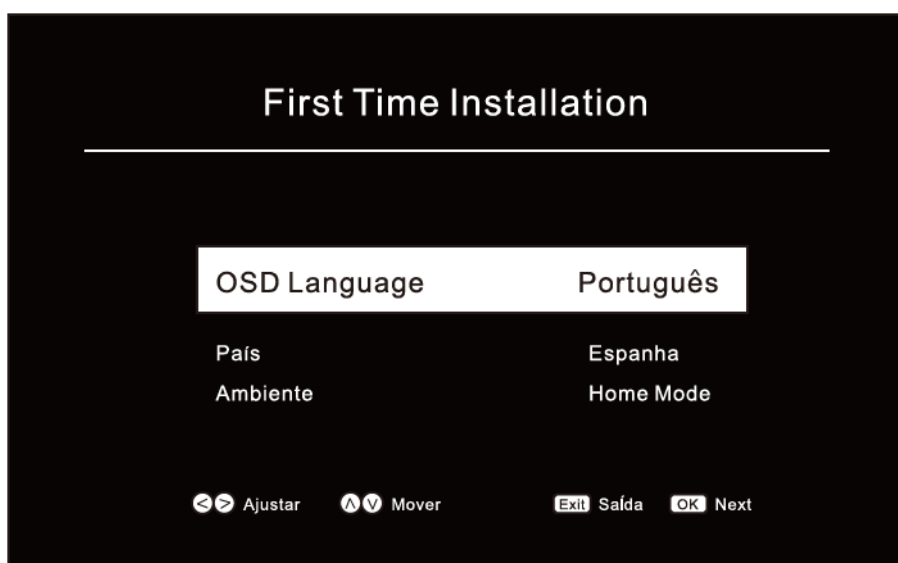 First Time Installation
OSD Language Português
País Espanha
Ambiente Home Mode
Ajustar Mover Exit Saída OK Next